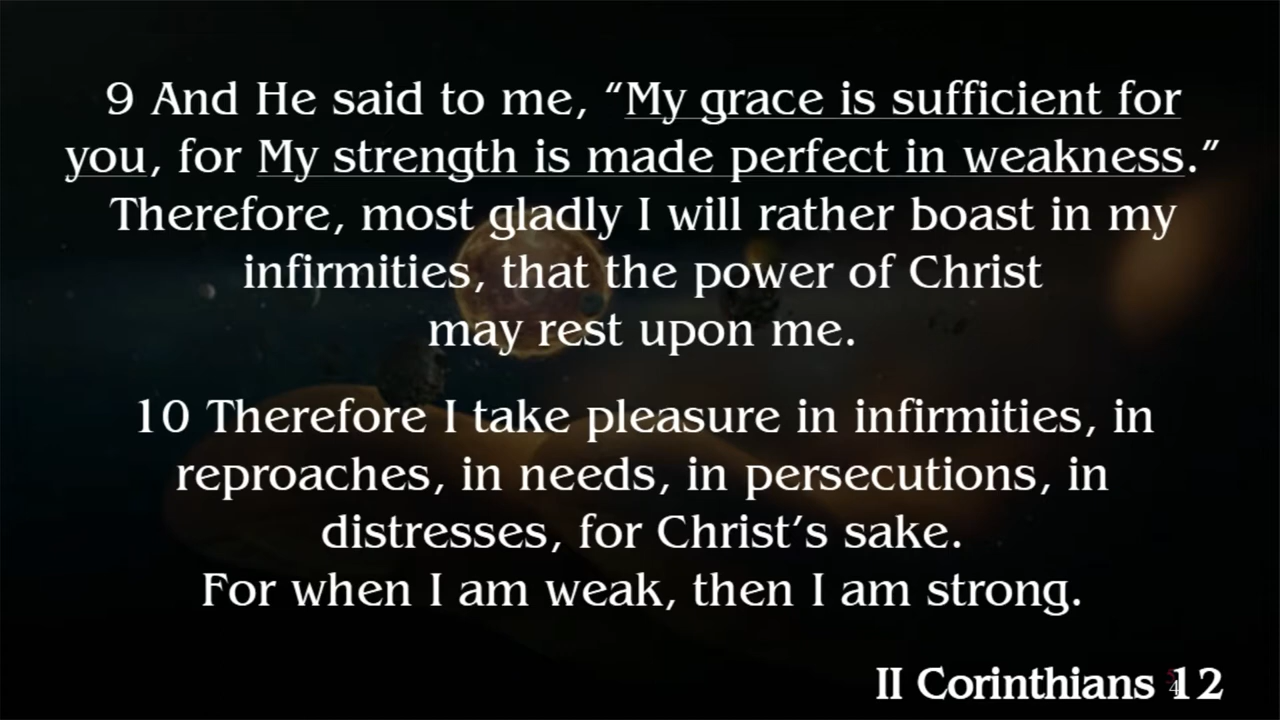 9 And He said to me, “My grace is sufficient for
you, for My strength is made perfect in weakness.”
Therefore, most gladly I will rather boast in my
infirmities, that the power of Christ
may rest upon me.
10 Therefore I take pleasure in infirmities, in
reproaches, in needs, in persecutions, in
distresses, for Christ’s sake.
For when I am weak, then I am strong.
II Corinthians 12
4